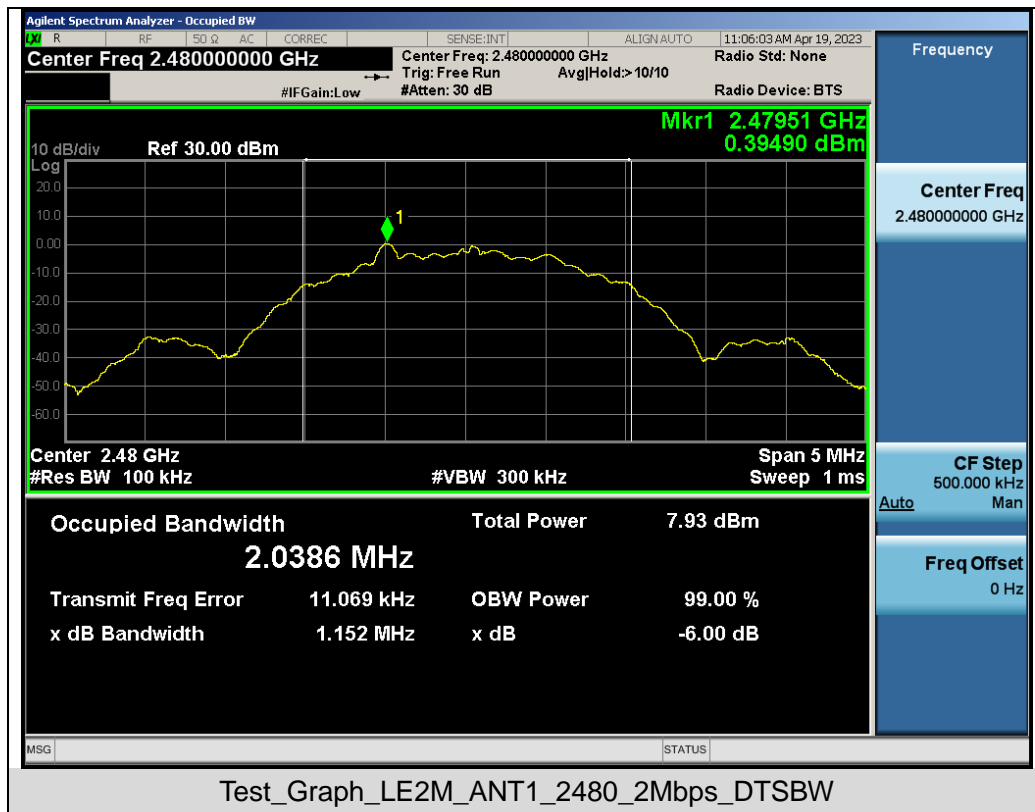 Agilent Spectrum Analyzer - Occupied BW
LXI R RF 50 Ω AC CORREC SENSE:INT ALIGN AUTO 11:06:03 AM Apr 19, 2023
Center Freq 2.480000000 GHz
Center Freq: 2.480000000 GHz
Radio Std: None
Trig: Free Run Avg|Hold:> 10/10
#IFGain:Low
#Atten: 30 dB
Radio Device: BTS
Mkr1 2.47951 GHz
0.39490 dBm
10 dB/div Ref 30.00 dBm
Log
20.0
10.0
0.00
-10.0
-20.0
-30.0
-40.0
-50.0
-60.0
1
Center 2.48 GHz Span 5 MHz
#Res BW 100 kHz #VBW 300 kHz Sweep 1 ms
Occupied Bandwidth
2.0386 MHz
Total Power 7.93 dBm
Transmit Freq Error 11.069 kHz OBW Power 99.00 %
x dB Bandwidth 1.152 MHz x dB -6.00 dB
Frequency
Center Freq
2.480000000 GHz
CF Step
500.000 kHz
Auto Man
Freq Offset
0 Hz
MSG STATUS
Test_Graph_LE2M_ANT1_2480_2Mbps_DTSBW